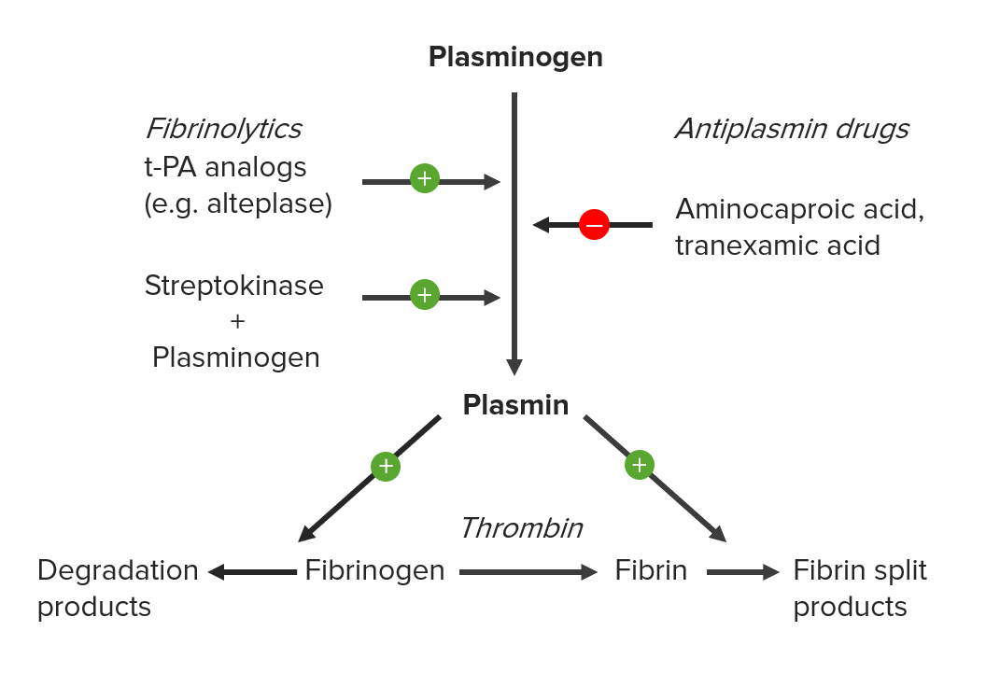 Plasminogen
Fibrinolytics
t-PA analogs
(e.g. alteplase)
+
Antiplasmin drugs
–
Aminocaproic acid,
tranexamic acid
Streptokinase
+
Plasminogen
+
Plasmin
+
+
Thrombin
Degradation
products
Fibrinogen
Fibrin
Fibrin split
products